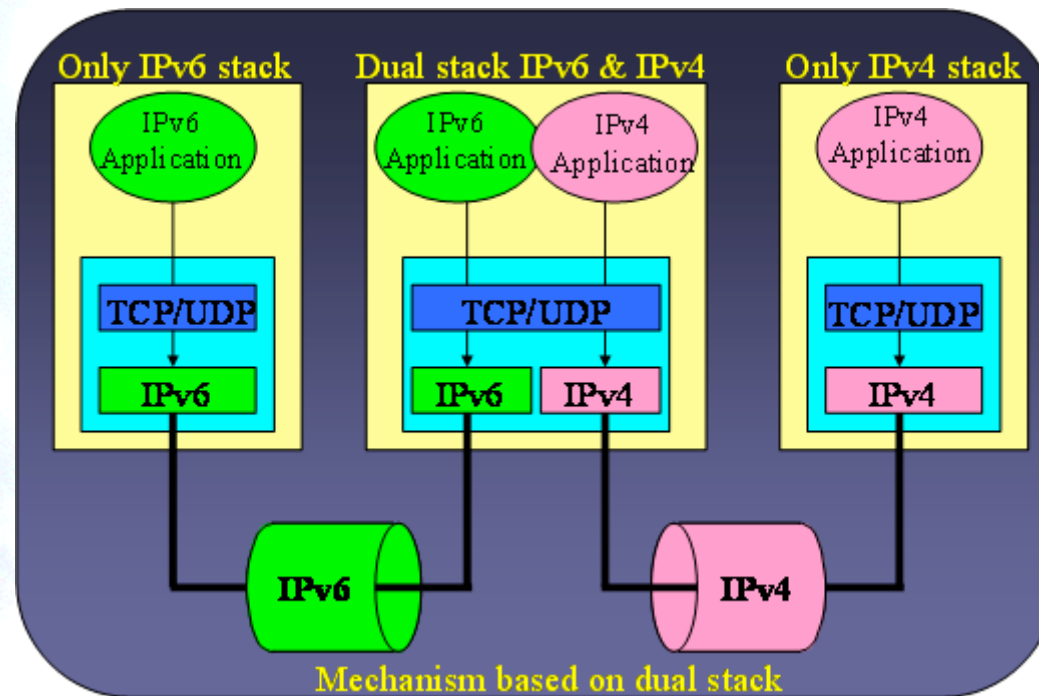 Only IPv6 stack
Dual stack IPv6 & IPv4
Only IPv4 stack
IPv6
Application
IPv6
Application
IPv4
Application
IPv4
Application
TCP/UDP
TCP/UDP
TCP/UDP
IPv6
IPv6
IPv4
IPv4
IPv6
IPv4
Mechanism based on dual stack